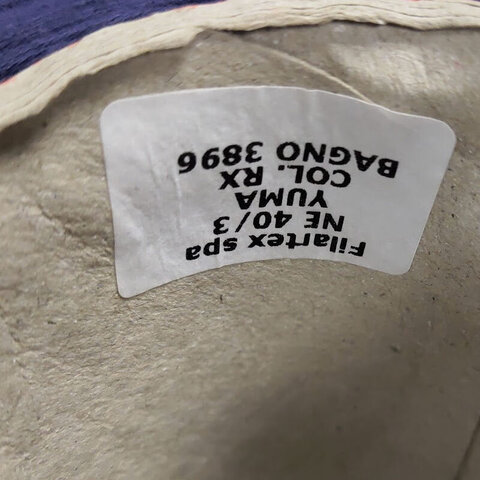 Filartex spa
NE 40/3
YUMA
COL. RX
BAGNO 3896